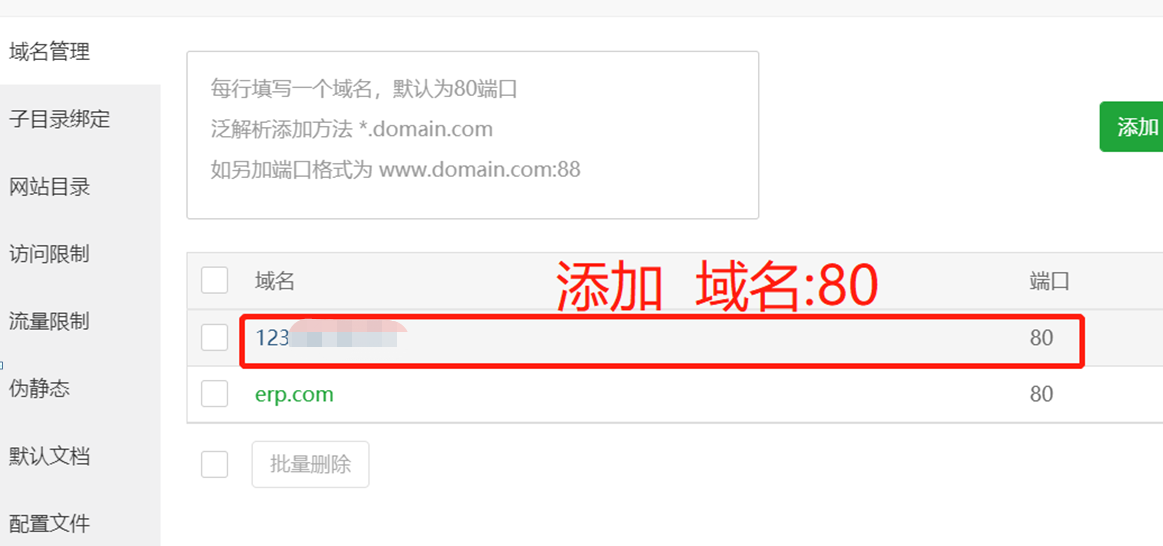 域名管理
子目录绑定
网站目录
访问限制
流量限制
伪静态
默认文档
配置文件
每行填写一个域名，默认为80端口
泛解析添加方法 *.domain.com
如另加端口格式为 www.domain.com:88
添加
域名
添加 域名:80
端口
123
80
erp.com
80
批量删除